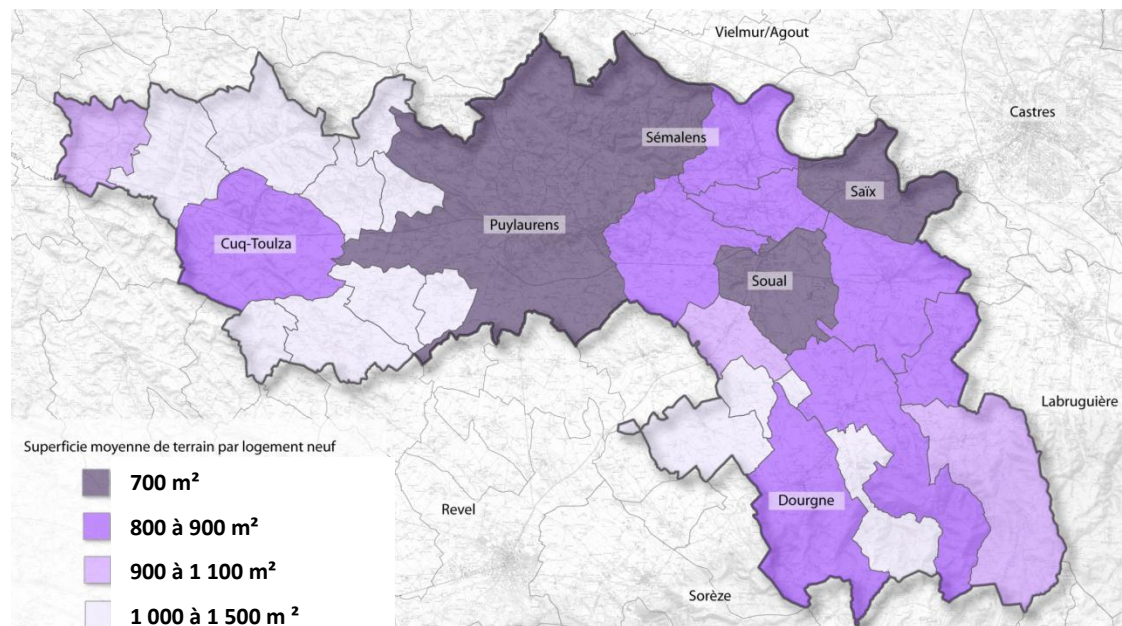 Vielmur/Agout
Castres
Sémalens
Saïx
Puylaurens
Cuq-Toulza
Soual
Labruguière
Superficie moyenne de terrain par logement neuf
700 m²
800 à 900 m²
900 à 1 100 m²
1 000 à 1 500 m ²
Revel
Dourgne
Sorèze